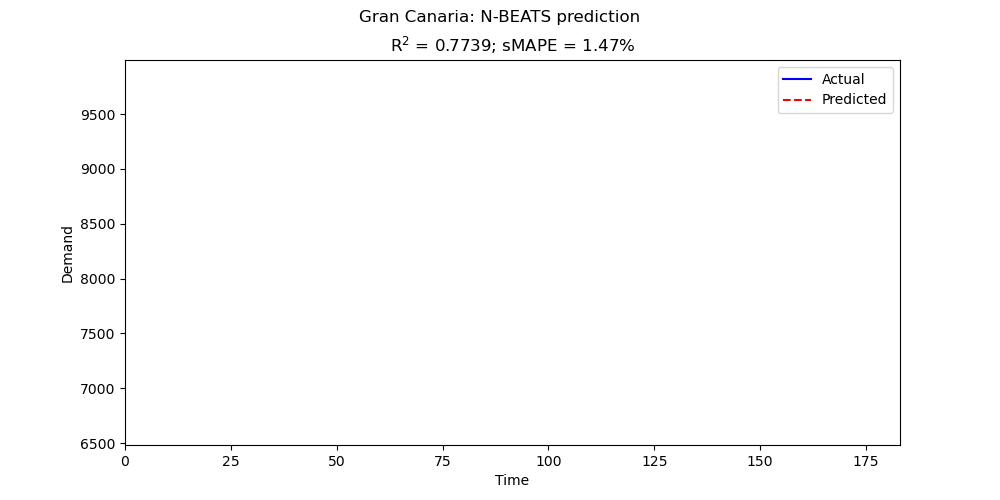 Gran Canaria: N-BEATS prediction
R² = 0.7739; sMAPE = 1.47%
Actual
Predicted
9500
9000
8500
8000
7500
7000
6500
Demand
0 25 50 75 100 125 150 175
Time